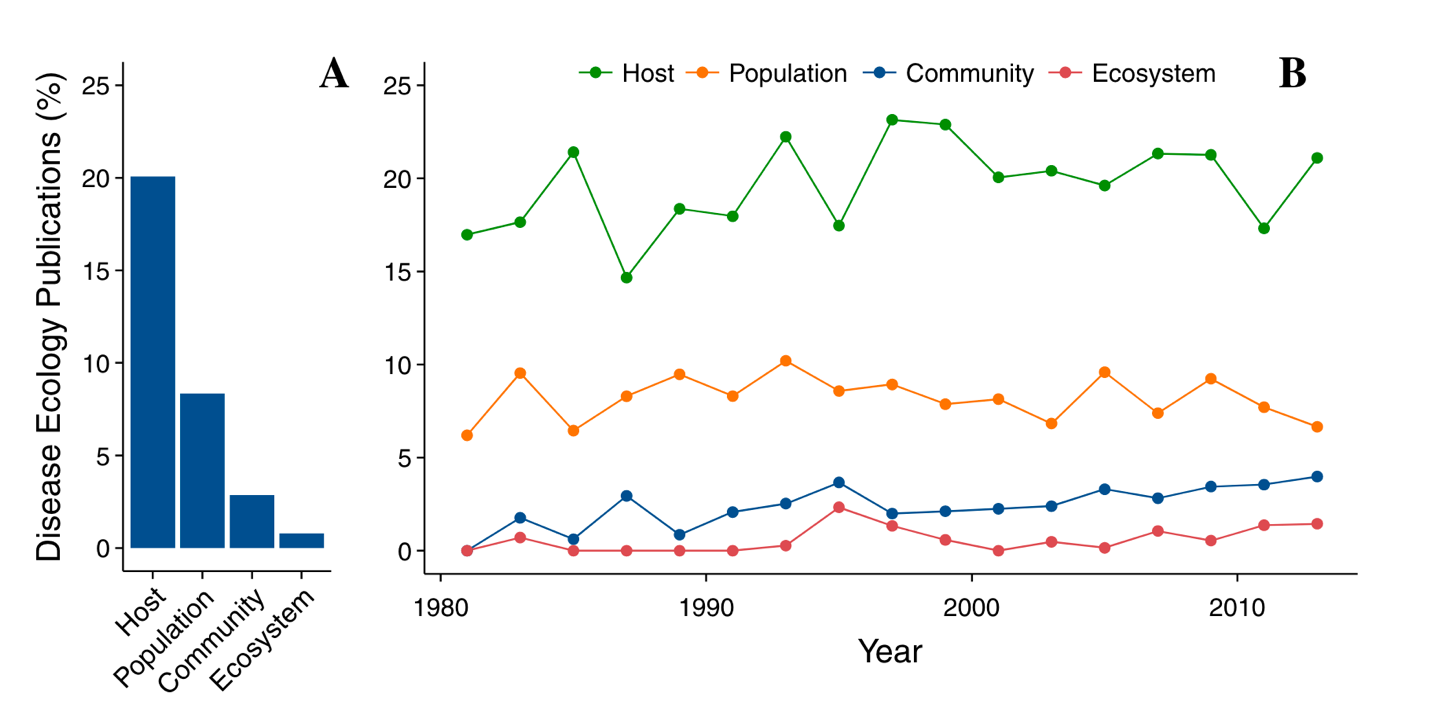 A
Disease Ecology Publications (%)
25
20
15
10
5
0
Host
Population
Community
Ecosystem
B
Host Population Community Ecosystem
25
20
15
10
5
0
1980 1990 2000 2010
Year